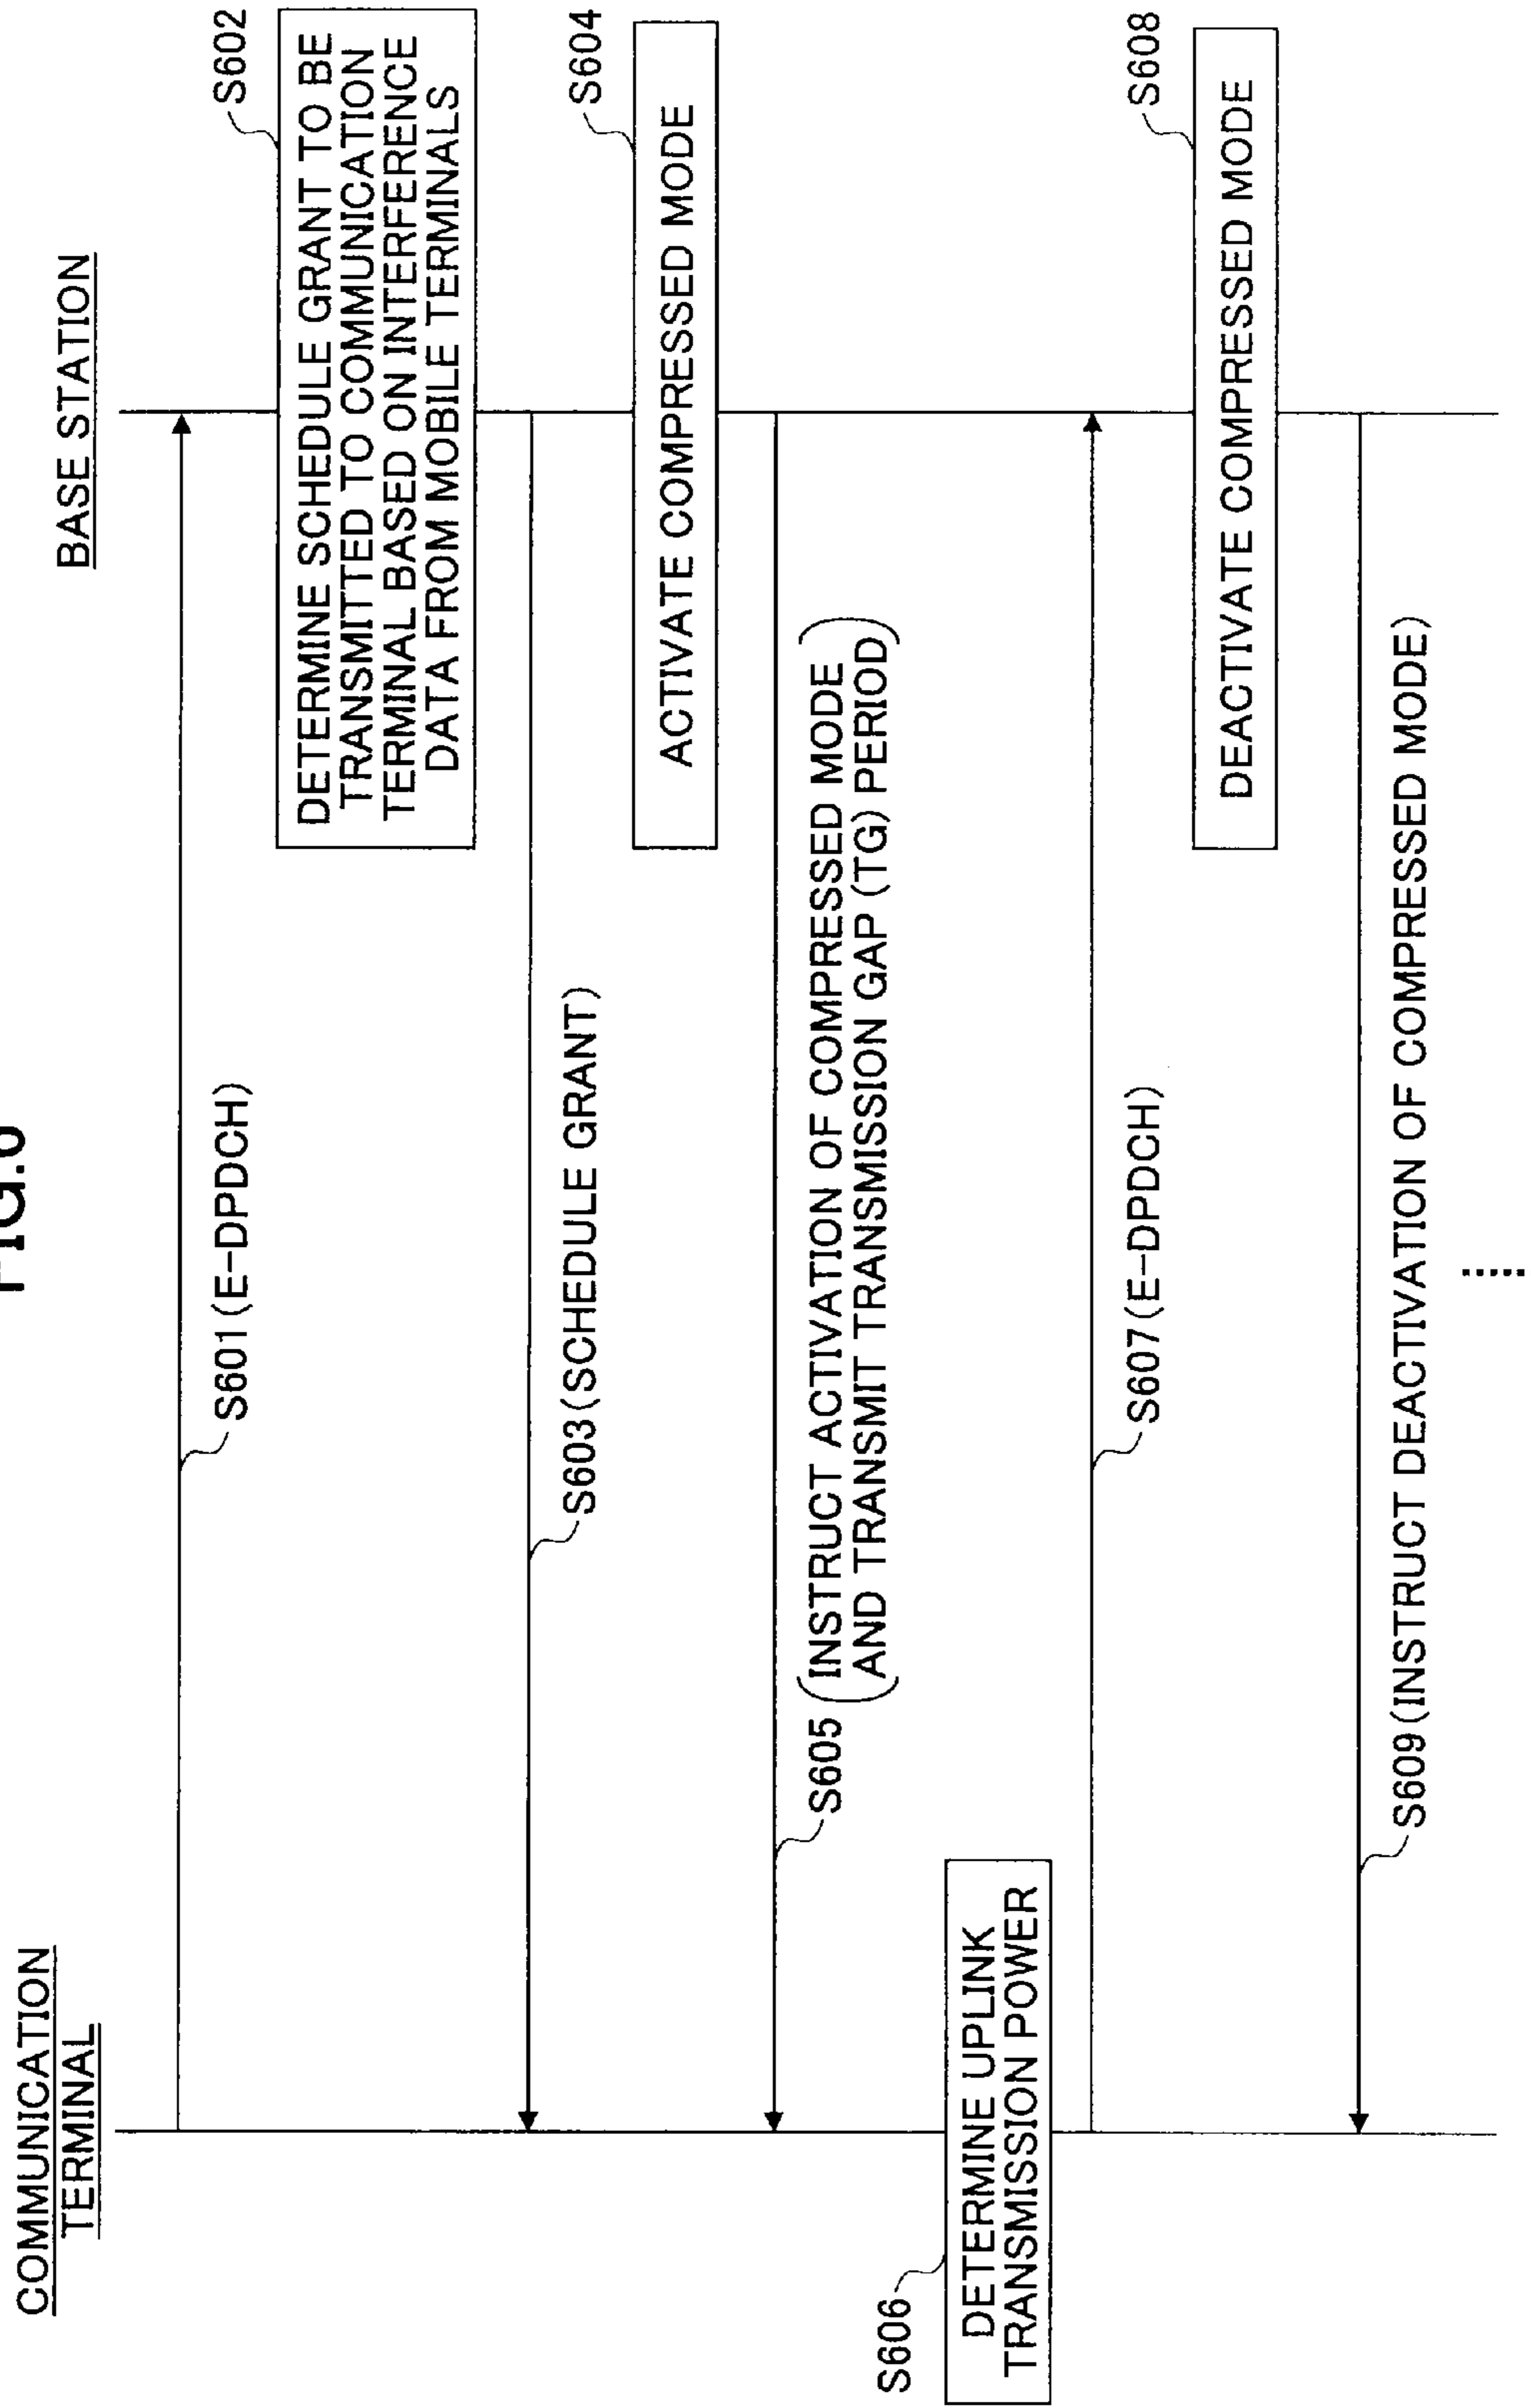 FIG.6
COMMUNICATION
TERMINAL
BASE STATION
S601(E-DPDCH)
S602
DETERMINE SCHEDULE GRANT TO BE
TRANSMITTED TO COMMUNICATION
TERMINAL BASED ON INTERFERENCE
DATA FROM MOBILE TERMINALS
S603(SCHEDULE GRANT)
S604
ACTIVATE COMPRESSED MODE
S605 (INSTRUCT ACTIVATION OF COMPRESSED MODE
AND TRANSMIT TRANSMISSION GAP (TG) PERIOD)
S606
DETERMINE UPLINK
TRANSMISSION POWER
S607(E-DPDCH)
S608
DEACTIVATE COMPRESSED MODE
S609(INSTRUCT DEACTIVATION OF COMPRESSED MODE)